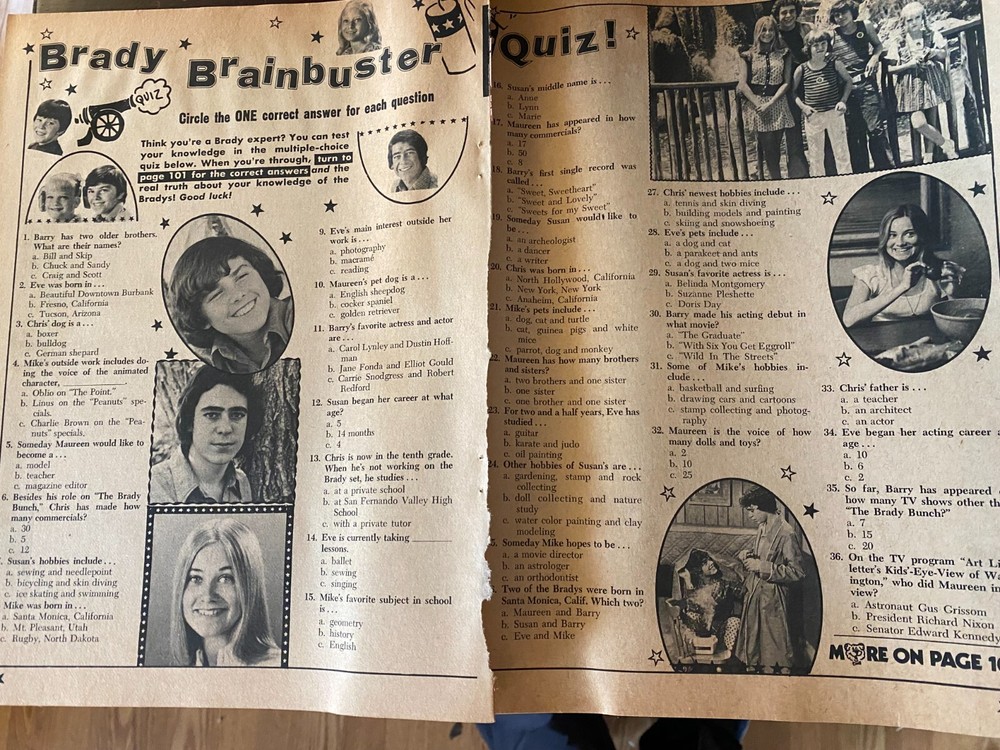 Brady Brainbuster
QUIZ
Circle the ONE correct answer for each question
Think you're a Brady expert? You can test
your knowledge in the multiple-choice
quiz below. When you're through, turn to
page 101 for the correct answers and the
real truth about your knowledge of the
Bradys! Good luck!
1. Barry has two older brothers.
What are their names?
a. Bill and Skip
b. Chuck and Sandy
c. Craig and Scott
2. Eve was born in...
a. Beautiful Downtown Burbank
b. Fresno, California
c. Tucson, Arizona
3. Chris' dog is a...
a. boxer
b. bulldog
c. German shepard
4. Mike's outside work includes do-
ing the voice of the animated
character, ________
a. Oblio on "The Point."
b. Linus on the "Peanuts" spe-
cials.
c. Charlie Brown on the "Pea-
nuts" specials.
5. Someday Maureen would like to
become a...
a. model
b. teacher
c. magazine editor
6. Besides his role on "The Brady
Bunch," Chris has made how
many commercials?
a. 30
b. 5
c. 12
Susan's hobbies include...
a. sewing and needlepoint
b. bicycling and skin diving
c. ice skating and swimming
Mike was born in...
a. Santa Monica, California
b. Mt. Pleasant, Utah
c. Rugby, North Dakota
9. Eve's main interest outside her
work is...
a. photography
b. macramé
c. reading
10. Maureen's pet dog is a...
a. English sheepdog
b. cocker spaniel
c. golden retriever
11. Barry's favorite actress and actor
are...
a. Carol Lynley and Dustin Hoff-
man
b. Jane Fonda and Elliot Gould
c. Carrie Snodgress and Robert
Redford
12. Susan began her career at what
age?
a. 5
b. 14 months
c. 4
13. Chris is now in the tenth grade.
When he's not working on the
Brady set, he studies...
a. at a private school
b. at San Fernando Valley High
School
c. with a private tutor
14. Eve is currently taking ________
lessons.
a. ballet
b. sewing
c. singing
15. Mike's favorite subject in school
is...
a. geometry
b. history
c. English
Quiz!
16. Susan's middle name is...
a. Anne
b. Lynn
c. Marie
17. Maureen has appeared in how
many commercials?
a. 17
b. 50
c. 8
18. Barry's first single record was
called...
a. "Sweet, Sweetheart"
b. "Sweet and Lovely"
c. "Sweets for my Sweet"
19. Someday Susan would like to
be...
a. an archeologist
b. a dancer
c. a writer
20. Chris was born in...
a. North Hollywood, California
b. New York, New York
c. Anaheim, California
21. Mike's pets include...
a. dog, cat and turtle
b. cat, guinea pigs and white
mice
c. parrot, dog and monkey
22. Maureen has how many brothers
and sisters?
a. two brothers and one sister
b. one sister
c. one brother and one sister
23. For two and a half years, Eve has
studied...
a. guitar
b. karate and judo
c. oil painting
24. Other hobbies of Susan's are...
a. gardening, stamp and rock
collecting
b. doll collecting and nature
study
c. water color painting and clay
modeling
Someday Mike hopes to be...
a. a movie director
b. an astrologer
c. an orthodontist
Two of the Bradys were born in
Santa Monica, Calif. Which two?
a. Maureen and Barry
b. Susan and Barry
c. Eve and Mike
27. Chris' newest hobbies include...
a. tennis and skin diving
b. building models and painting
c. skiing and snowshoeing
28. Eve's pets include...
a. a dog and cat
b. a parakeet and ants
c. a dog and two mice
29. Susan's favorite actress is...
a. Belinda Montgomery
b. Suzanne Pleshette
c. Doris Day
30. Barry made his acting debut in
what movie?
a. "The Graduate"
b. "With Six You Get Eggroll"
c. "Wild In The Streets"
31. Some of Mike's hobbies in-
clude...
a. basketball and surfing
b. drawing cars and cartoons
c. stamp collecting and photog-
raphy
32. Maureen is the voice of how
many dolls and toys?
a. 2
b. 10
c. 25
33. Chris' father is...
a. a teacher
b. an architect
c. an actor
34. Eve began her acting career a
age...
a. 10
b. 6
c. 2
35. So far, Barry has appeared
how many TV shows other th
"The Brady Bunch?"
a. 7
b. 15
c. 20
36. On the TV program "Art Li
letter's Kids'-Eye-View of Wa
ington," who did Maureen in
view?
a. Astronaut Gus Grissom
b. President Richard Nixon
c. Senator Edward Kennedy
MORE ON PAGE 10